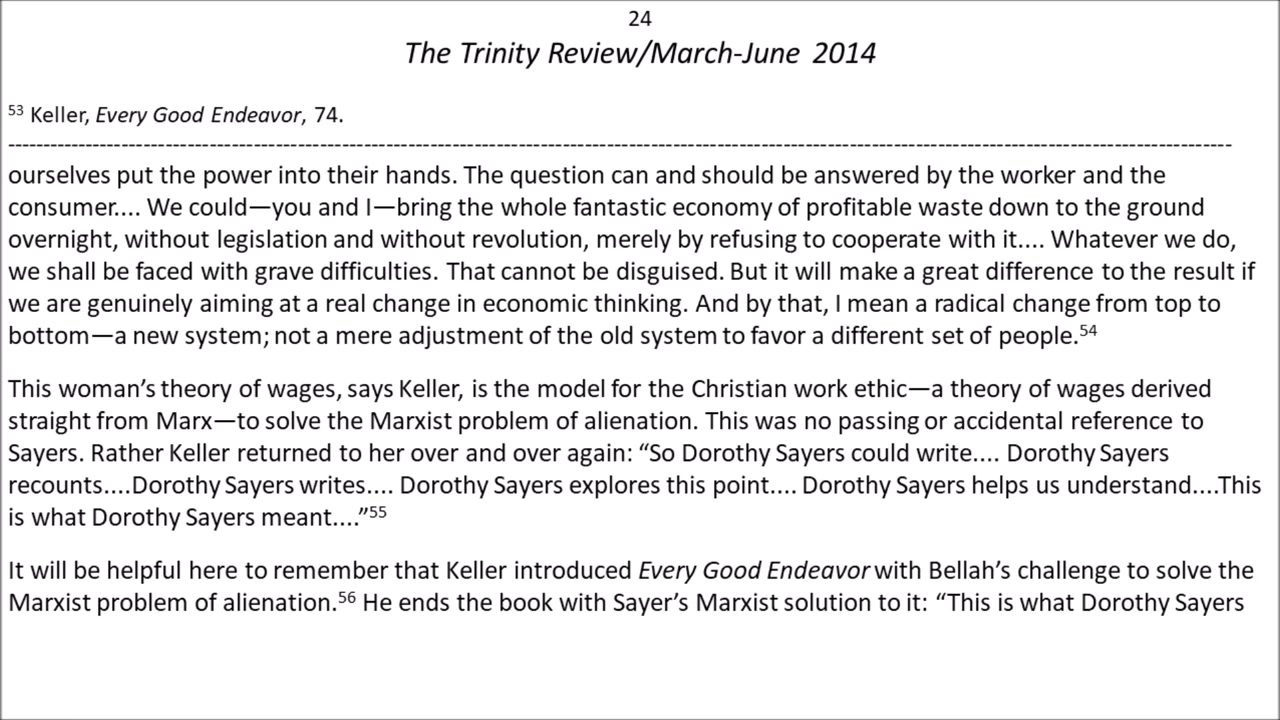 24
The Trinity Review/March-June 2014
53 Keller, Every Good Endeavor, 74.
--------------------------------------------------------------------------------------------------------------------------------------------------------
ourselves put the power into their hands. The question can and should be answered by the worker and the
consumer.... We could—you and I—bring the whole fantastic economy of profitable waste down to the ground
overnight, without legislation and without revolution, merely by refusing to cooperate with it.... Whatever we do,
we shall be faced with grave difficulties. That cannot be disguised. But it will make a great difference to the result if
we are genuinely aiming at a real change in economic thinking. And by that, I mean a radical change from top to
bottom—a new system; not a mere adjustment of the old system to favor a different set of people.54
This woman’s theory of wages, says Keller, is the model for the Christian work ethic—a theory of wages derived
straight from Marx—to solve the Marxist problem of alienation. This was no passing or accidental reference to
Sayers. Rather Keller returned to her over and over again: “So Dorothy Sayers could write.... Dorothy Sayers
recounts....Dorothy Sayers writes.... Dorothy Sayers explores this point.... Dorothy Sayers helps us understand....This
is what Dorothy Sayers meant....”55
It will be helpful here to remember that Keller introduced Every Good Endeavor with Bellah’s challenge to solve the
Marxist problem of alienation.56 He ends the book with Sayer’s Marxist solution to it: “This is what Dorothy Sayers